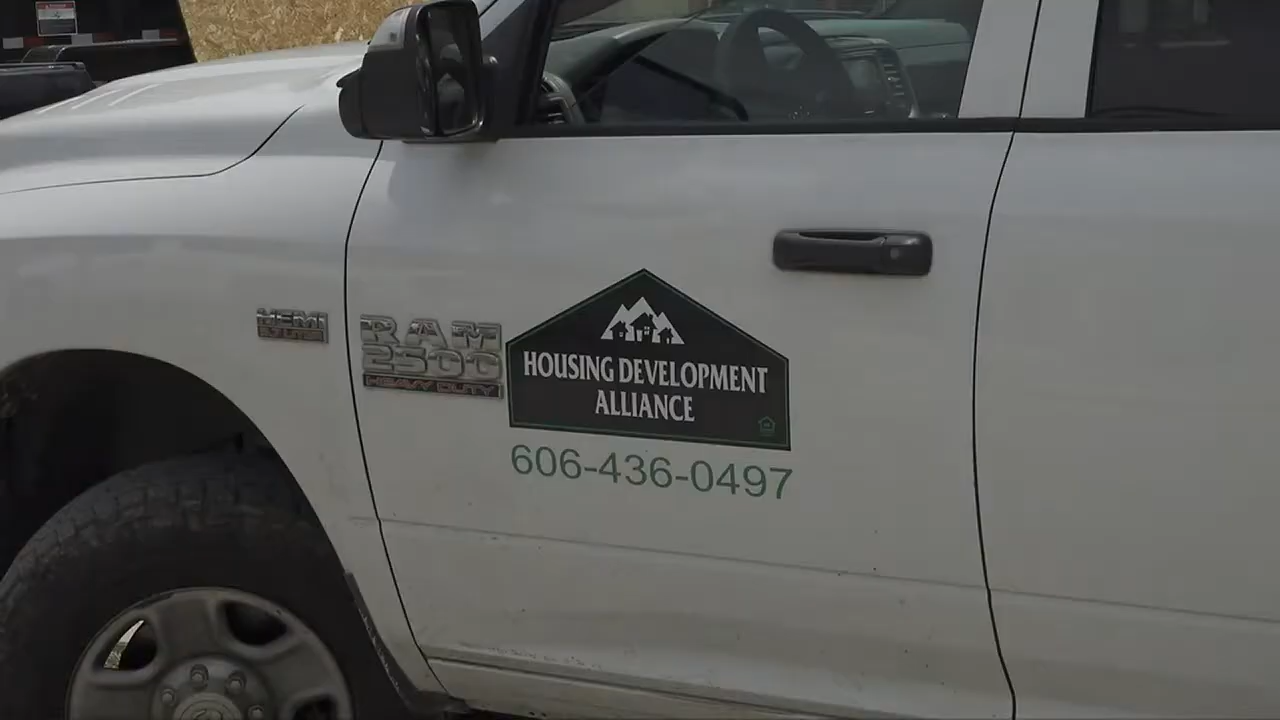 HEMI
RAM
2500
HEAVY DUTY
HOUSING DEVELOPMENT
ALLIANCE
606-436-0497